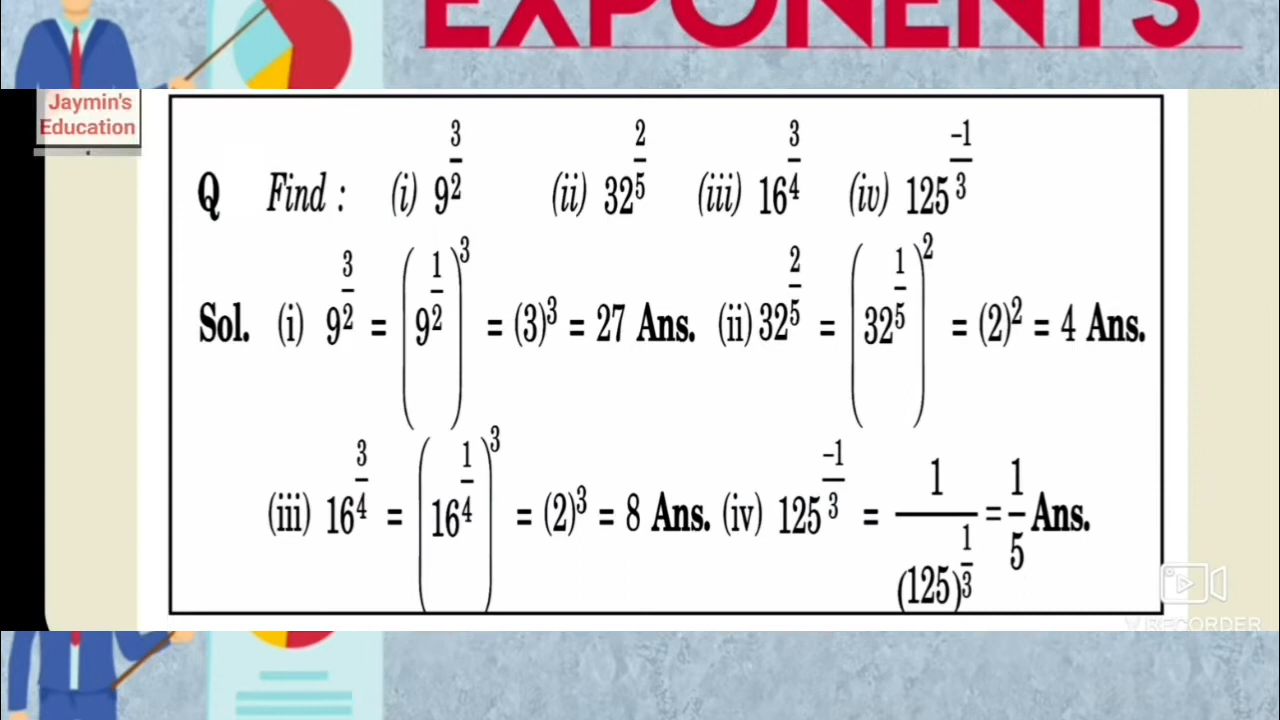 EXPONENTS
Jaymin's
Education
Q Find : (i) 9^(3/2) (ii) 32^(2/5) (iii) 16^(3/4) (iv) 125^(–1/3)
Sol. (i) 9^(3/2) = (9^(1/2))^3 = (3)^3 = 27 Ans. (ii) 32^(2/5) = (32^(1/5))^2 = (2)^2 = 4 Ans.
(iii) 16^(3/4) = (16^(1/4))^3 = (2)^3 = 8 Ans. (iv) 125^(–1/3) = 1/(125)^(1/3) = 1/5 Ans.
RECORDER